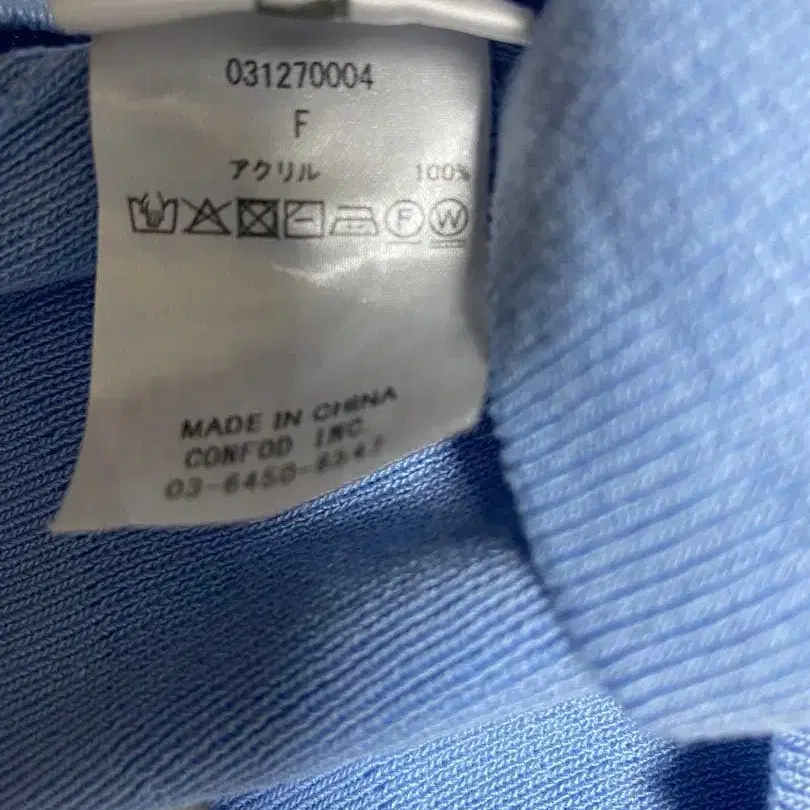 031270004
F
アクリル 100%
F W
MADE IN CHINA
CONFOD INC